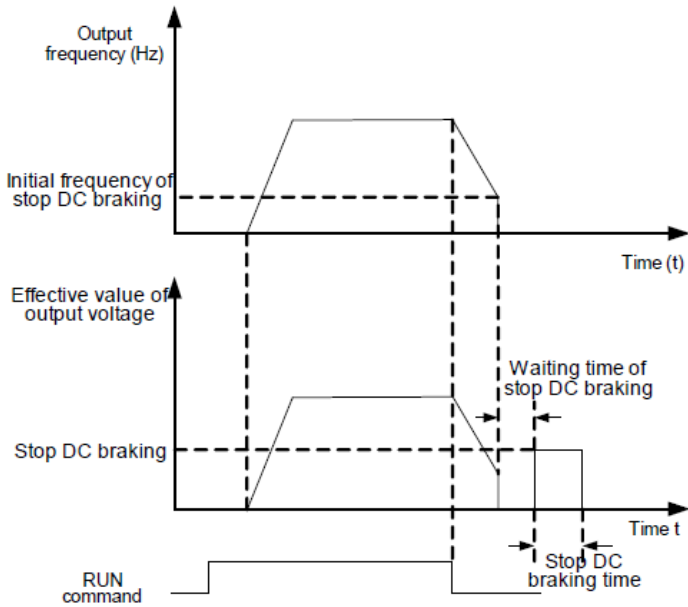 Output
frequency (Hz)
Initial frequency of
stop DC braking
Time (t)
Effective value of
output voltage
Waiting time of
stop DC braking
Stop DC braking
Time t
Stop DC
braking time
RUN
command